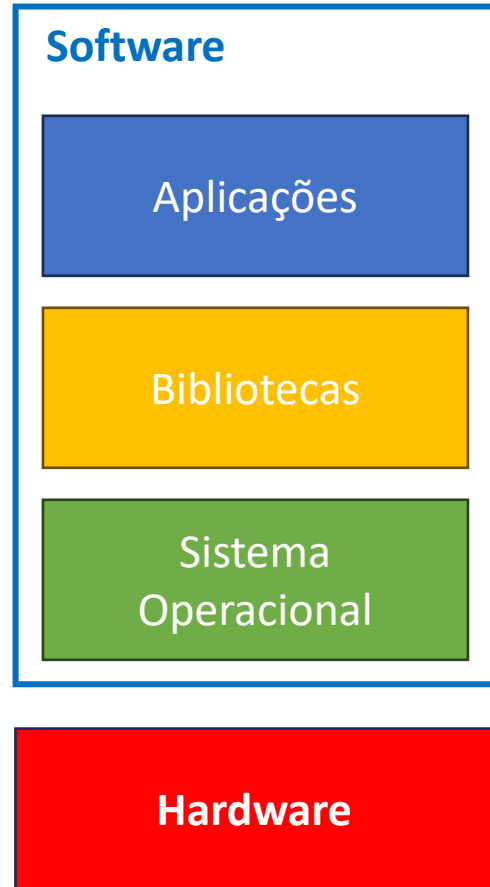 Software
Aplicações
Bibliotecas
Sistema
Operacional
Hardware